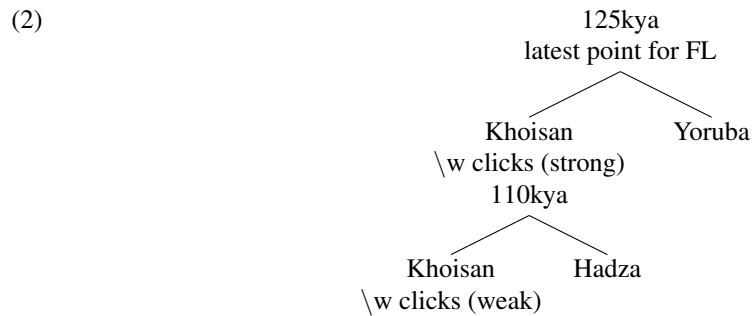 (2)
125kya
latest point for FL
Khoisan Yoruba
\w clicks (strong)
110kya
Khoisan Hadza
\w clicks (weak)